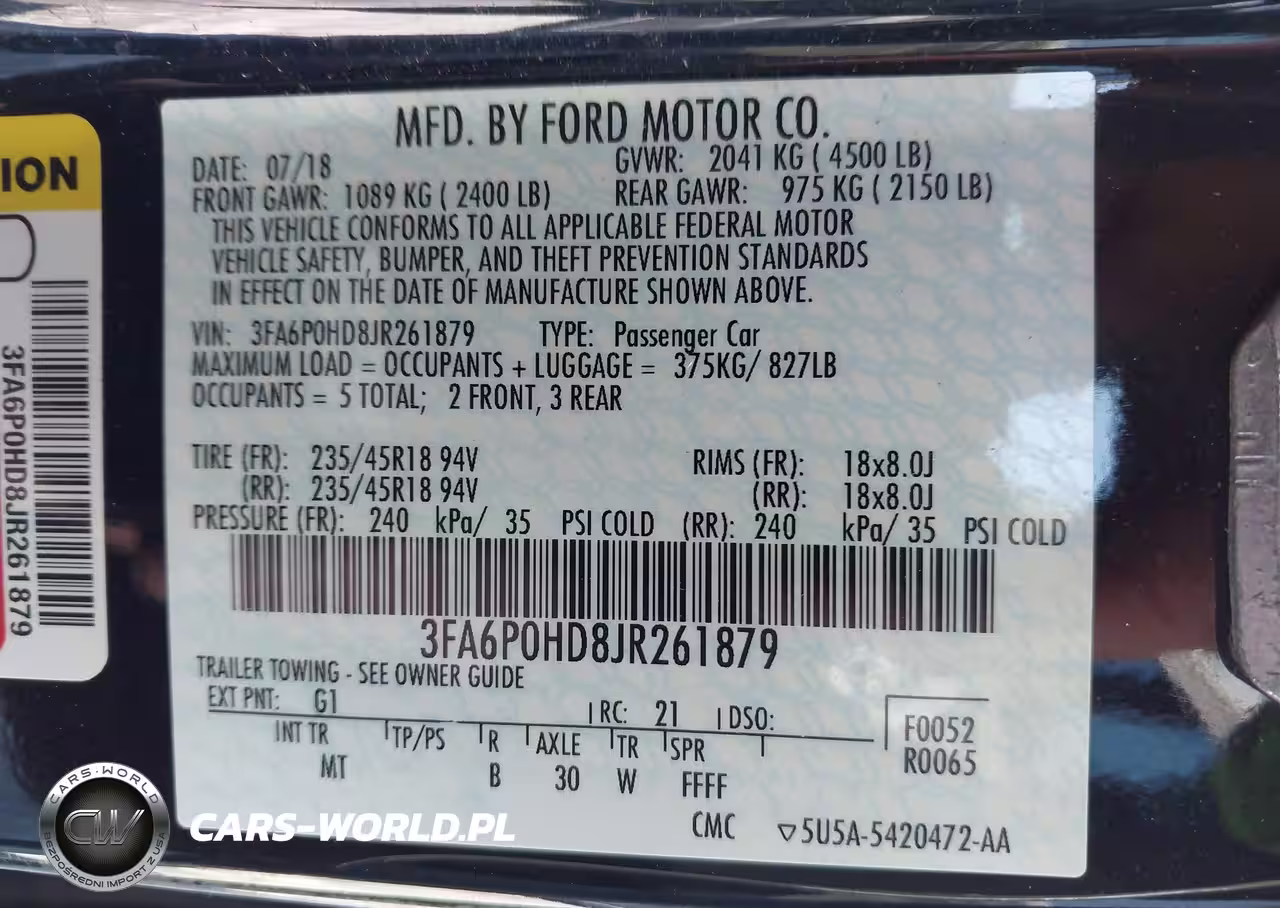 MFD. BY FORD MOTOR CO.
DATE: 07/18 GVWR: 2041 KG ( 4500 LB)
FRONT GAWR: 1089 KG ( 2400 LB) REAR GAWR: 975 KG ( 2150 LB)
THIS VEHICLE CONFORMS TO ALL APPLICABLE FEDERAL MOTOR
VEHICLE SAFETY, BUMPER, AND THEFT PREVENTION STANDARDS
IN EFFECT ON THE DATE OF MANUFACTURE SHOWN ABOVE.
VIN: 3FA6P0HD8JR261879 TYPE: Passenger Car
MAXIMUM LOAD = OCCUPANTS + LUGGAGE = 375KG/ 827LB
OCCUPANTS = 5 TOTAL; 2 FRONT, 3 REAR
TIRE (FR): 235/45R18 94V RIMS (FR): 18x8.0J
(RR): 235/45R18 94V (RR): 18x8.0J
PRESSURE (FR): 240 kPa/ 35 PSI COLD (RR): 240 kPa/ 35 PSI COLD
3FA6P0HD8JR261879
TRAILER TOWING - SEE OWNER GUIDE
EXT PNT: G1 RC: 21 DSO:
INT TR TP/PS R AXLE TR SPR
MT B 30 W FFFF
F0052
R0065
CMC ▽5U5A-5420472-AA
ION
3FA6P0HD8JR261879
CARS-WORLD
CW
BEZPOŚREDNI IMPORT Z USA
CARS-WORLD.PL